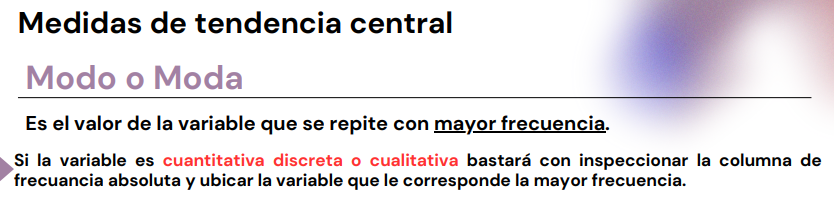 Medidas de tendencia central
Modo o Moda
Es el valor de la variable que se repite con mayor frecuencia.
Si la variable es cuantitativa discreta o cualitativa bastará con inspeccionar la columna de
frecuancia absoluta y ubicar la variable que le corresponde la mayor frecuencia.